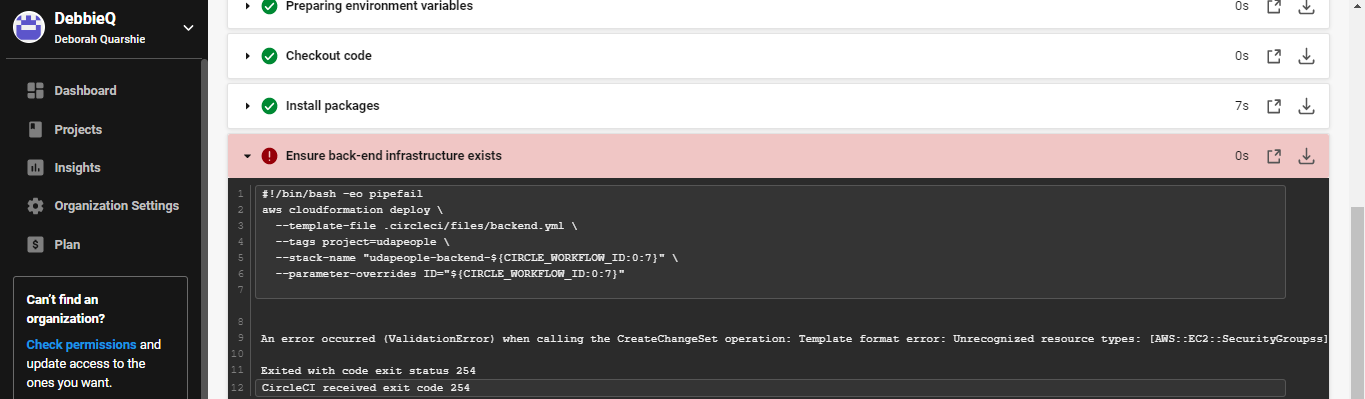 DebbieQ
Deborah Quarshie
Dashboard
Projects
Insights
Organization Settings
Plan
Can't find an
organization?
Check permissions and
update access to the
ones you want.
Preparing environment variables 0s
Checkout code 0s
Install packages 7s
Ensure back-end infrastructure exists 0s
1 #!/bin/bash -eo pipefail
2 aws cloudformation deploy \
3 --template-file .circleci/files/backend.yml \
4 --tags project=udapeople \
5 --stack-name "udapeople-backend-${CIRCLE_WORKFLOW_ID:0:7}" \
6 --parameter-overrides ID="${CIRCLE_WORKFLOW_ID:0:7}"
7
8
9 An error occurred (ValidationError) when calling the CreateChangeSet operation: Template format error: Unrecognized resource types: [AWS::EC2::SecurityGroupss]
10
11 Exited with code exit status 254
12 CircleCI received exit code 254